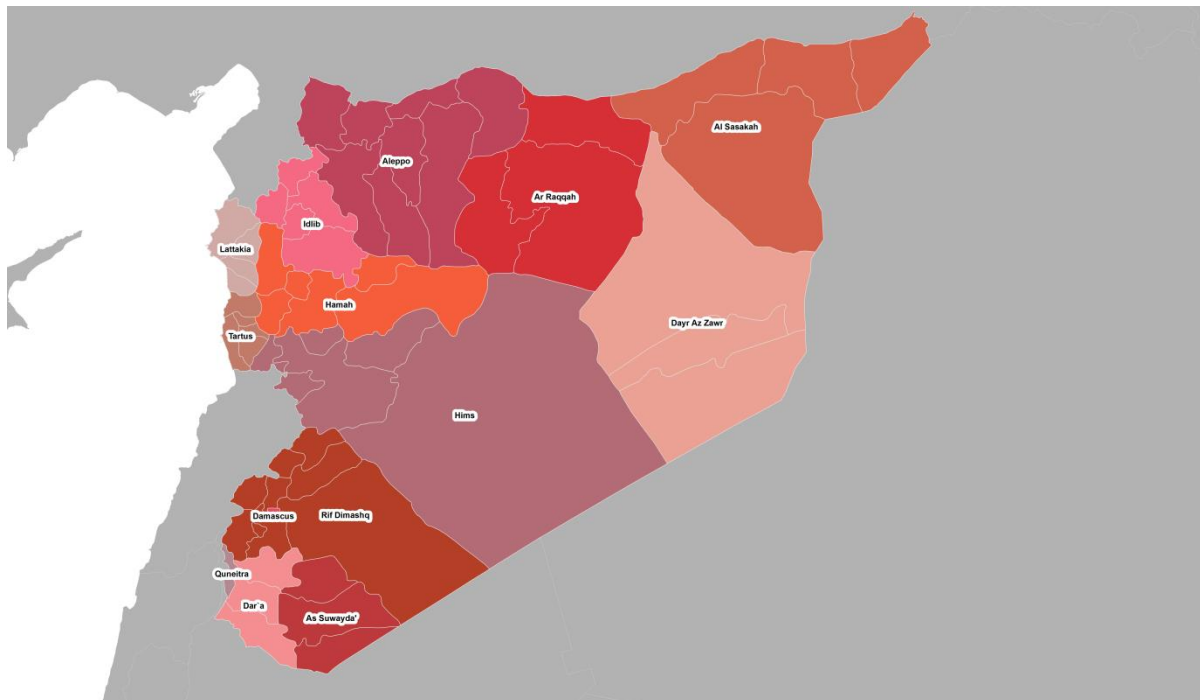 Al Sasakah
Aleppo
Ar Raqqah
Idlib
Lattakia
Hamah
Dayr Az Zawr
Tartus
Hims
Damascus
Rif Dimashq
Quneitra
Dar`a
As Suwayda'